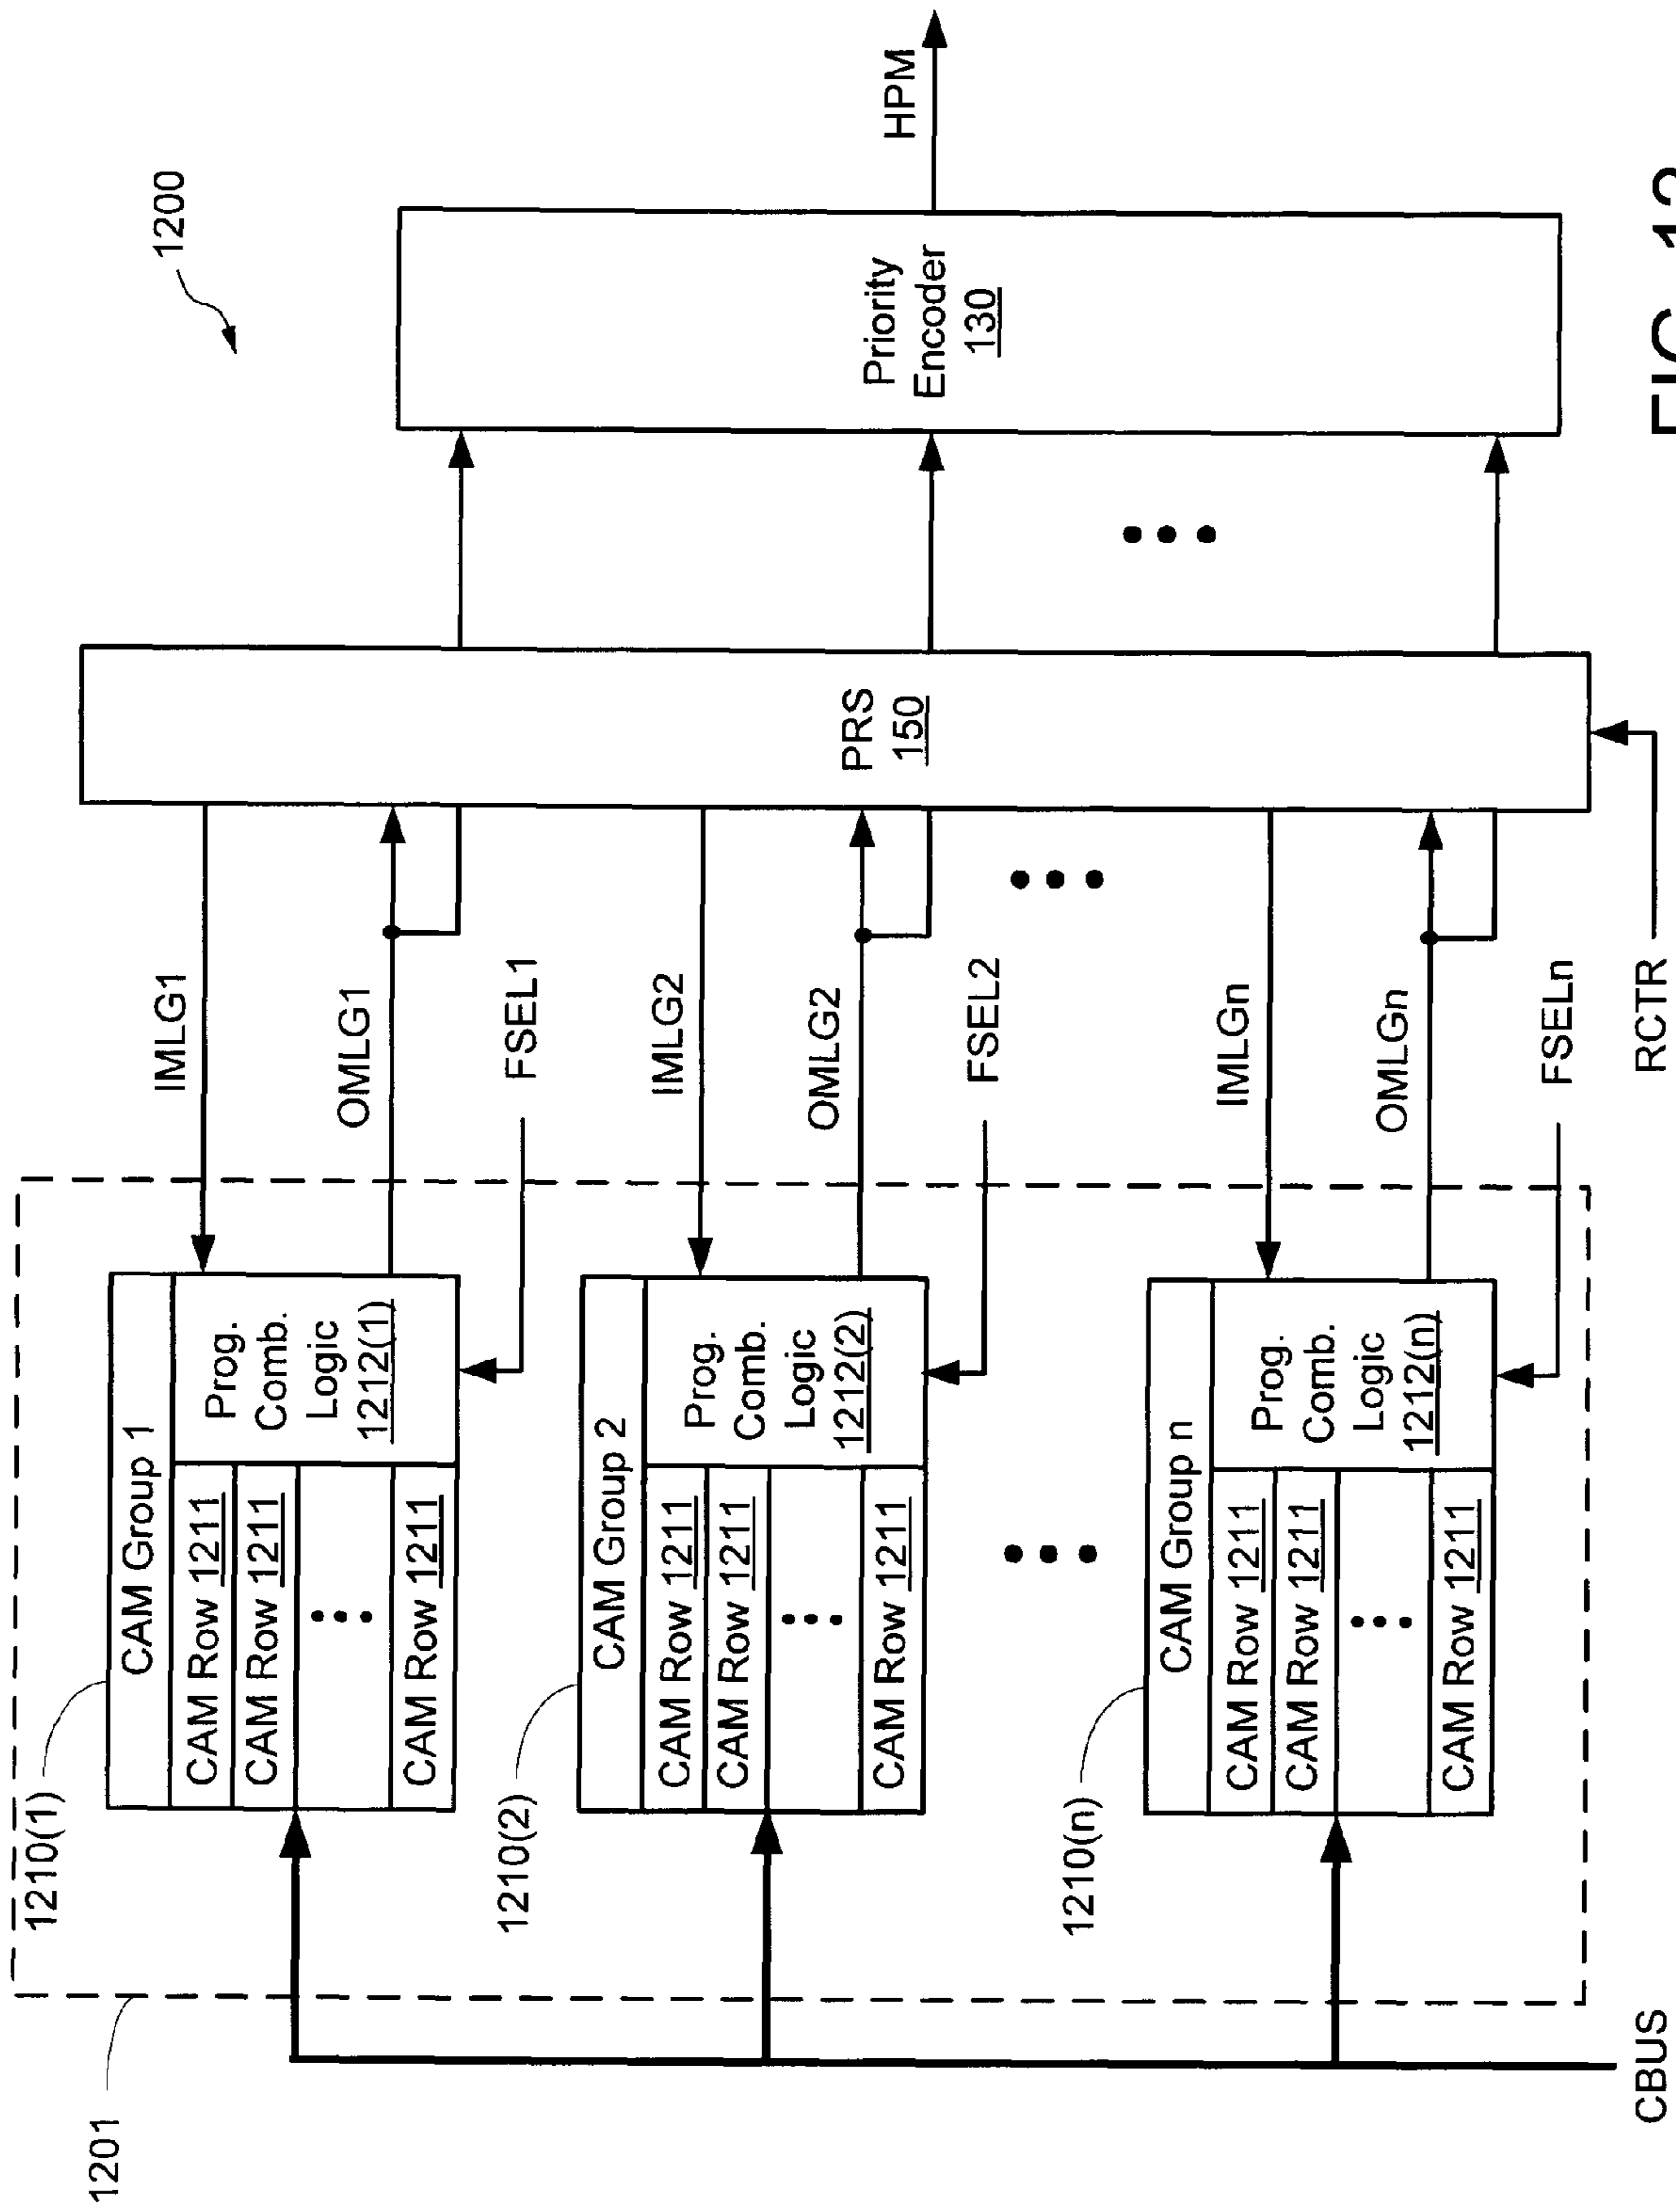 1200
1201
1210(1)
CAM Group 1
CAM Row 1211
CAM Row 1211
CAM Row 1211
Prog.
Comb.
Logic
1212(1)
IMLG1
OMLG1
FSEL1
1210(2)
CAM Group 2
CAM Row 1211
CAM Row 1211
CAM Row 1211
Prog.
Comb.
Logic
1212(2)
IMLG2
OMLG2
FSEL2
1210(n)
CAM Group n
CAM Row 1211
CAM Row 1211
CAM Row 1211
Prog.
Comb.
Logic
1212(n)
IMLGn
OMLGn
FSELn
PRS
150
Priority
Encoder
130
HPM
CBUS
RCTR